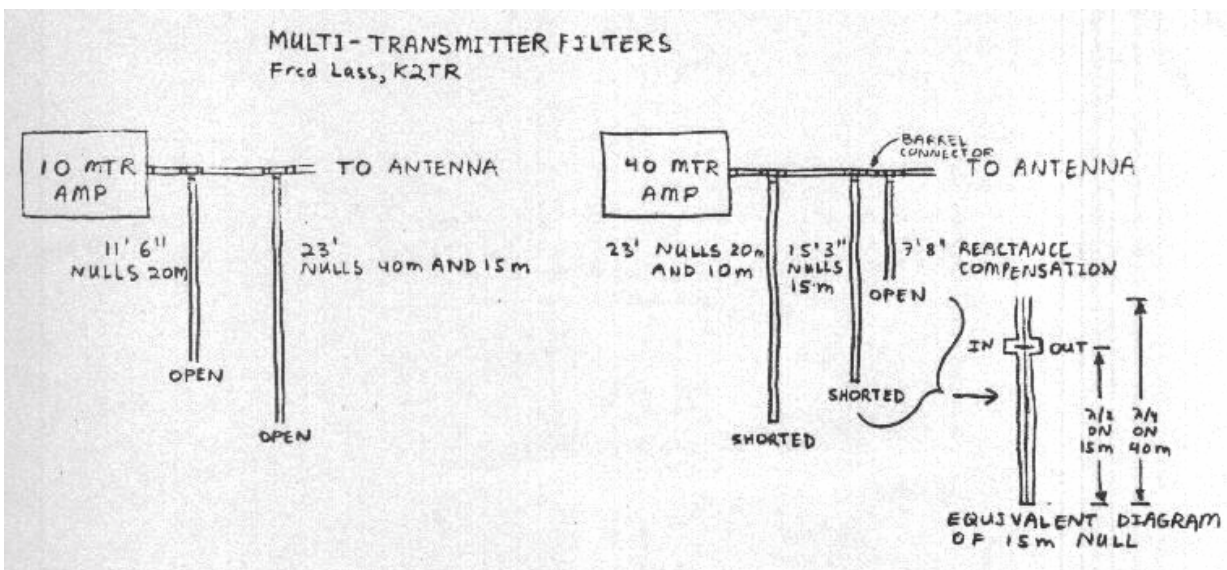 MULTI-TRANSMITTER FILTERS
Fred Lass, K2TR
10 MTR
AMP
TO ANTENNA
11' 6"
NULLS 20M
23'
NULLS 40m AND 15m
OPEN
OPEN
40 MTR
AMP
BARREL
CONNECTOR
TO ANTENNA
23' NULLS 20m
AND 10m
15'3"
NULLS
15m
7'8" REACTANCE
COMPENSATION
OPEN
SHORTED
SHORTED
IN
OUT
λ/2
ON
15m
λ/4
ON
40m
EQUIVALENT DIAGRAM
OF 15m NULL